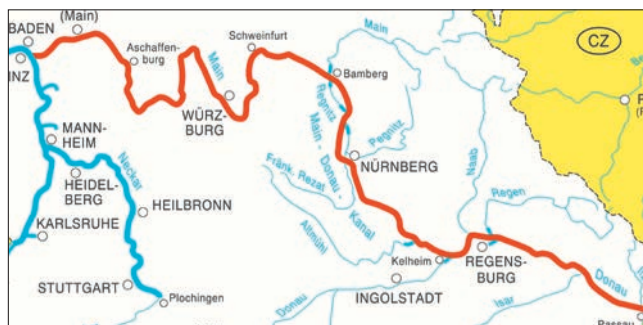 (Main)
BADEN
INZ
Aschaffen-
burg
Main
WÜRZ-
BURG
Schweinfurt
Main
Bamberg
Regnitz
Pegnitz
Main - Donau -
Kanal
NÜRNBERG
Fränk. Rezat
Altmühl
Naab
Regen
CZ
MANN-
HEIM
Neckar
HEIDEL-
BERG
HEILBRONN
KARLSRUHE
STUTTGART
Plochingen
Donau
Kelheim
INGOLSTADT
REGENS-
BURG
Isar
Donau
Passau